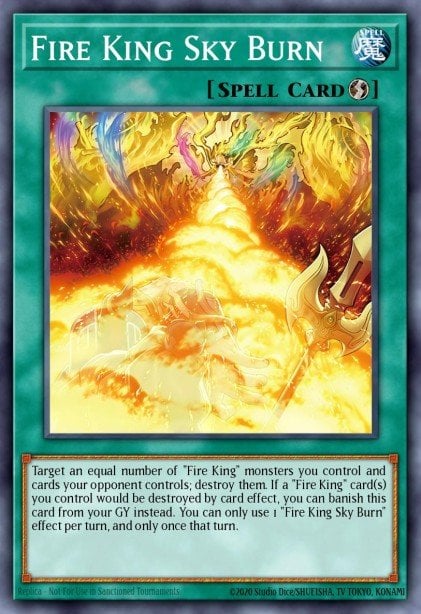 FIRE KING SKY BURN
SPELL
魔
[SPELL CARD]
Target an equal number of "Fire King" monsters you control and
cards your opponent controls; destroy them. If a "Fire King" card(s)
you control would be destroyed by card effect, you can banish
this card from your GY instead. You can only use 1 "Fire King Sky Burn"
effect per turn, and only once that turn.
Replica - Not For Use in Sanctioned Tournaments
©2020 Studio Dice/SHUEISHA, TV TOKYO, KONAMI